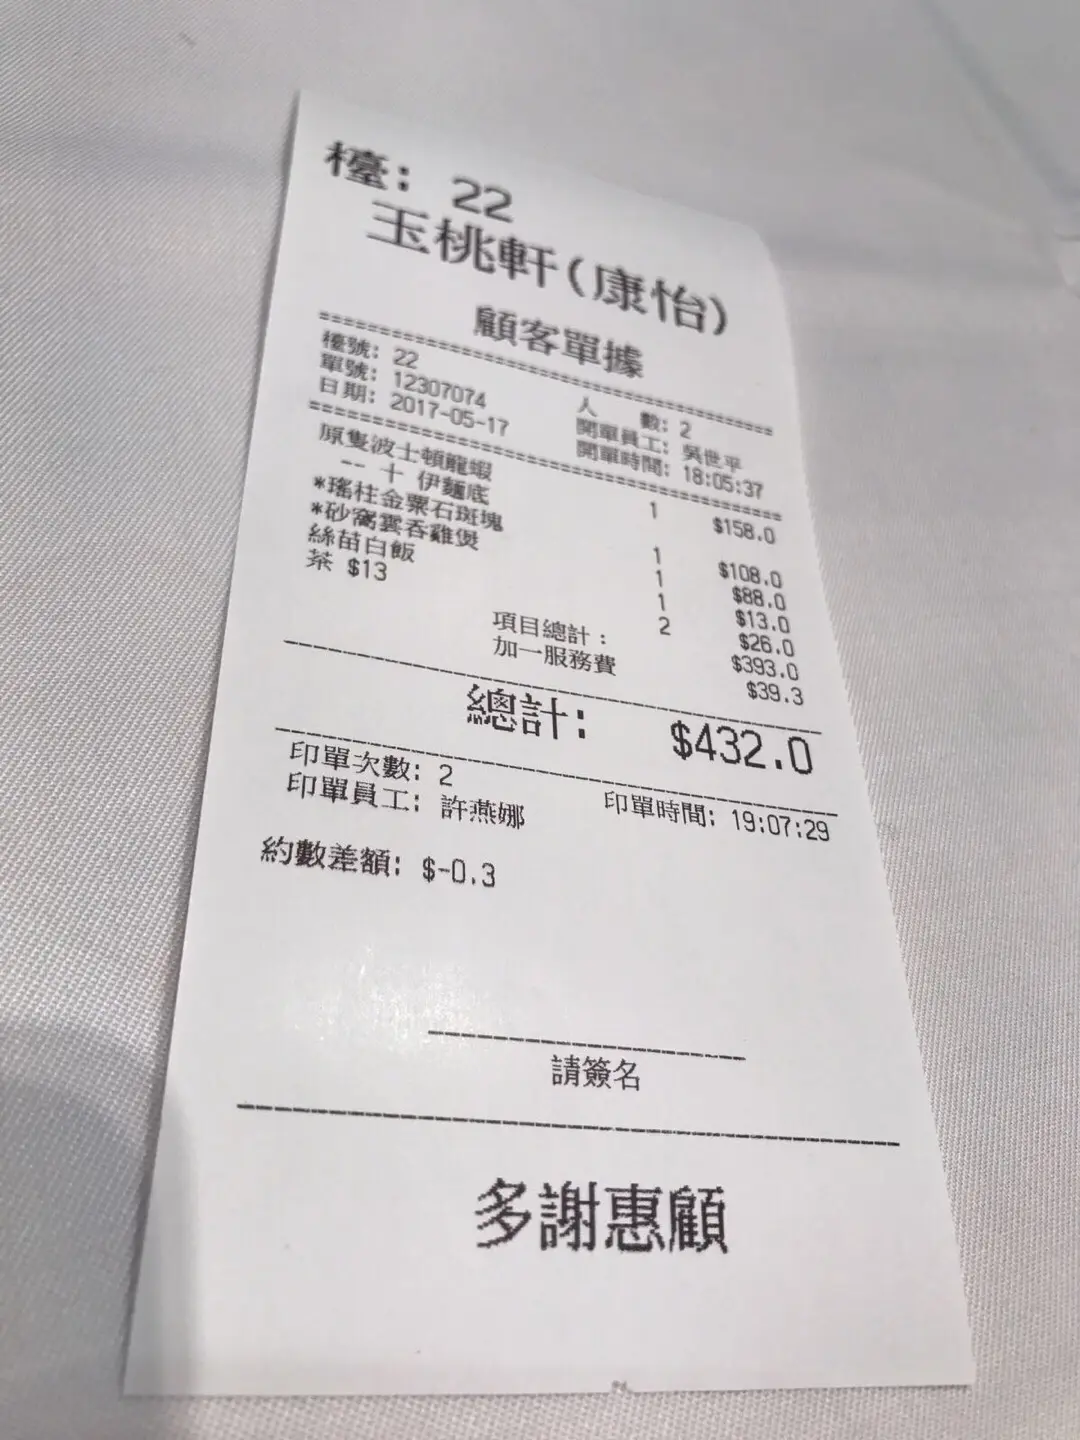 檯: 22
玉桃軒(康怡)
顧客單據
檯號: 22 人 數: 2
單號: 12307074 開單員工: 吳世平
日期: 2017-05-17 開單時間: 18:05:37
原隻波士頓龍蝦 1 $158.0
-- 十 伊麵底
*瑤柱金粟石斑塊 1 $108.0
*砂窩雲吞雞煲 1 $88.0
絲苗白飯 1 $13.0
茶 $13 2 $26.0
項目總計: $393.0
加一服務費 $39.3
總計: $432.0
印單次數: 2
印單員工: 許燕娜 印單時間: 19:07:29
約數差額: $-0.3
請簽名
多謝惠顧